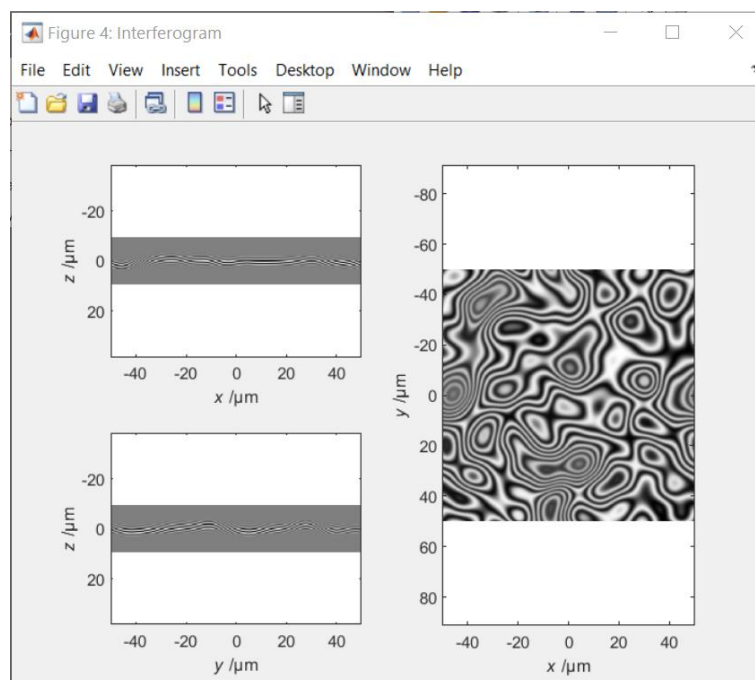 Figure 4: Interferogram
File Edit View Insert Tools Desktop Window Help
-20
0
20
z /µm
-40 -20 0 20 40
x /µm
-20
0
20
z /µm
-40 -20 0 20 40
y /µm
-80
-60
-40
-20
0
20
40
60
80
y /µm
-40 -20 0 20 40
x /µm